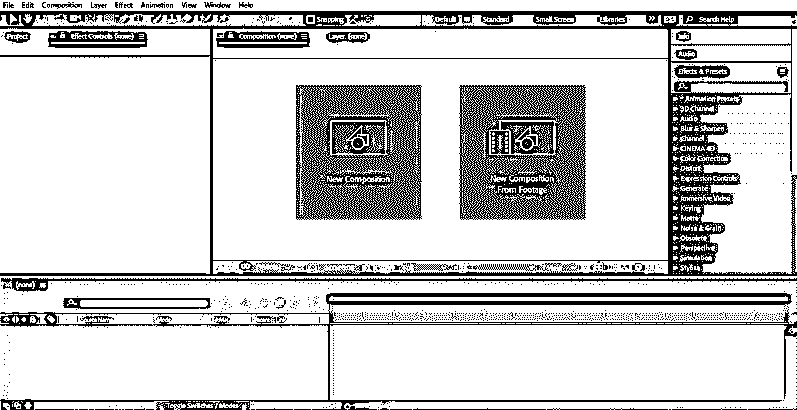 File Edit Composition Layer Effect Animation View Window Help
Snapping
Default Standard Small Screen Libraries >> Search Help
Project Effect Controls (none)
Composition (none) Layer (none)
Info
Audio
Effects & Presets
* Animation Presets
3D Channel
Audio
Blur & Sharpen
Channel
CINEMA 4D
Color Correction
Distort
Expression Controls
Generate
Immersive Video
Keying
Matte
Noise & Grain
Obsolete
Perspective
Simulation
Stylize
New Composition
New Composition
From Footage
(none)
Toggle Switches / Modes